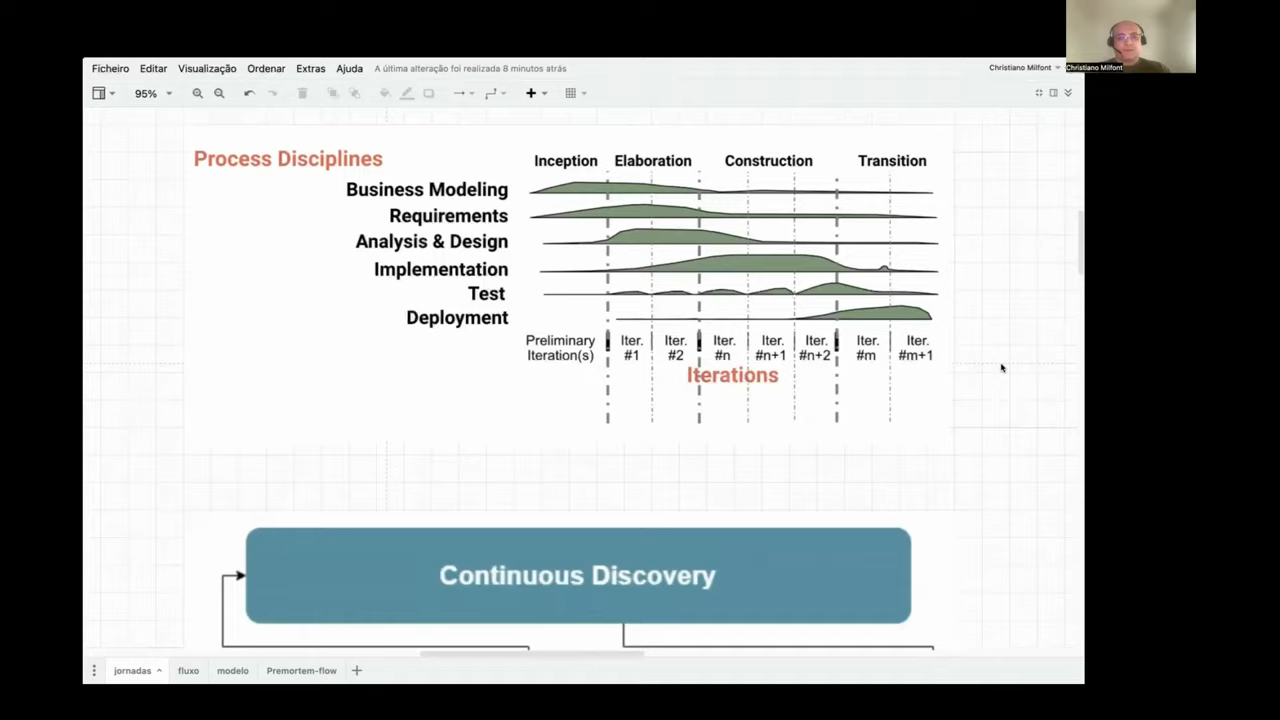 Christiano Milfont
Ficheiro Editar Visualização Ordenar Extras Ajuda A última alteração foi realizada 8 minutos atrás
Christiano Milfont
95%
Process Disciplines
Inception Elaboration Construction Transition
Business Modeling
Requirements
Analysis & Design
Implementation
Test
Deployment
Preliminary Iter. Iter. Iter. Iter. Iter. Iter. Iter.
Iteration(s) #1 #2 #n #n+1 #n+2 #m #m+1
Iterations
Continuous Discovery
jornadas fluxo modelo Premortem-flow